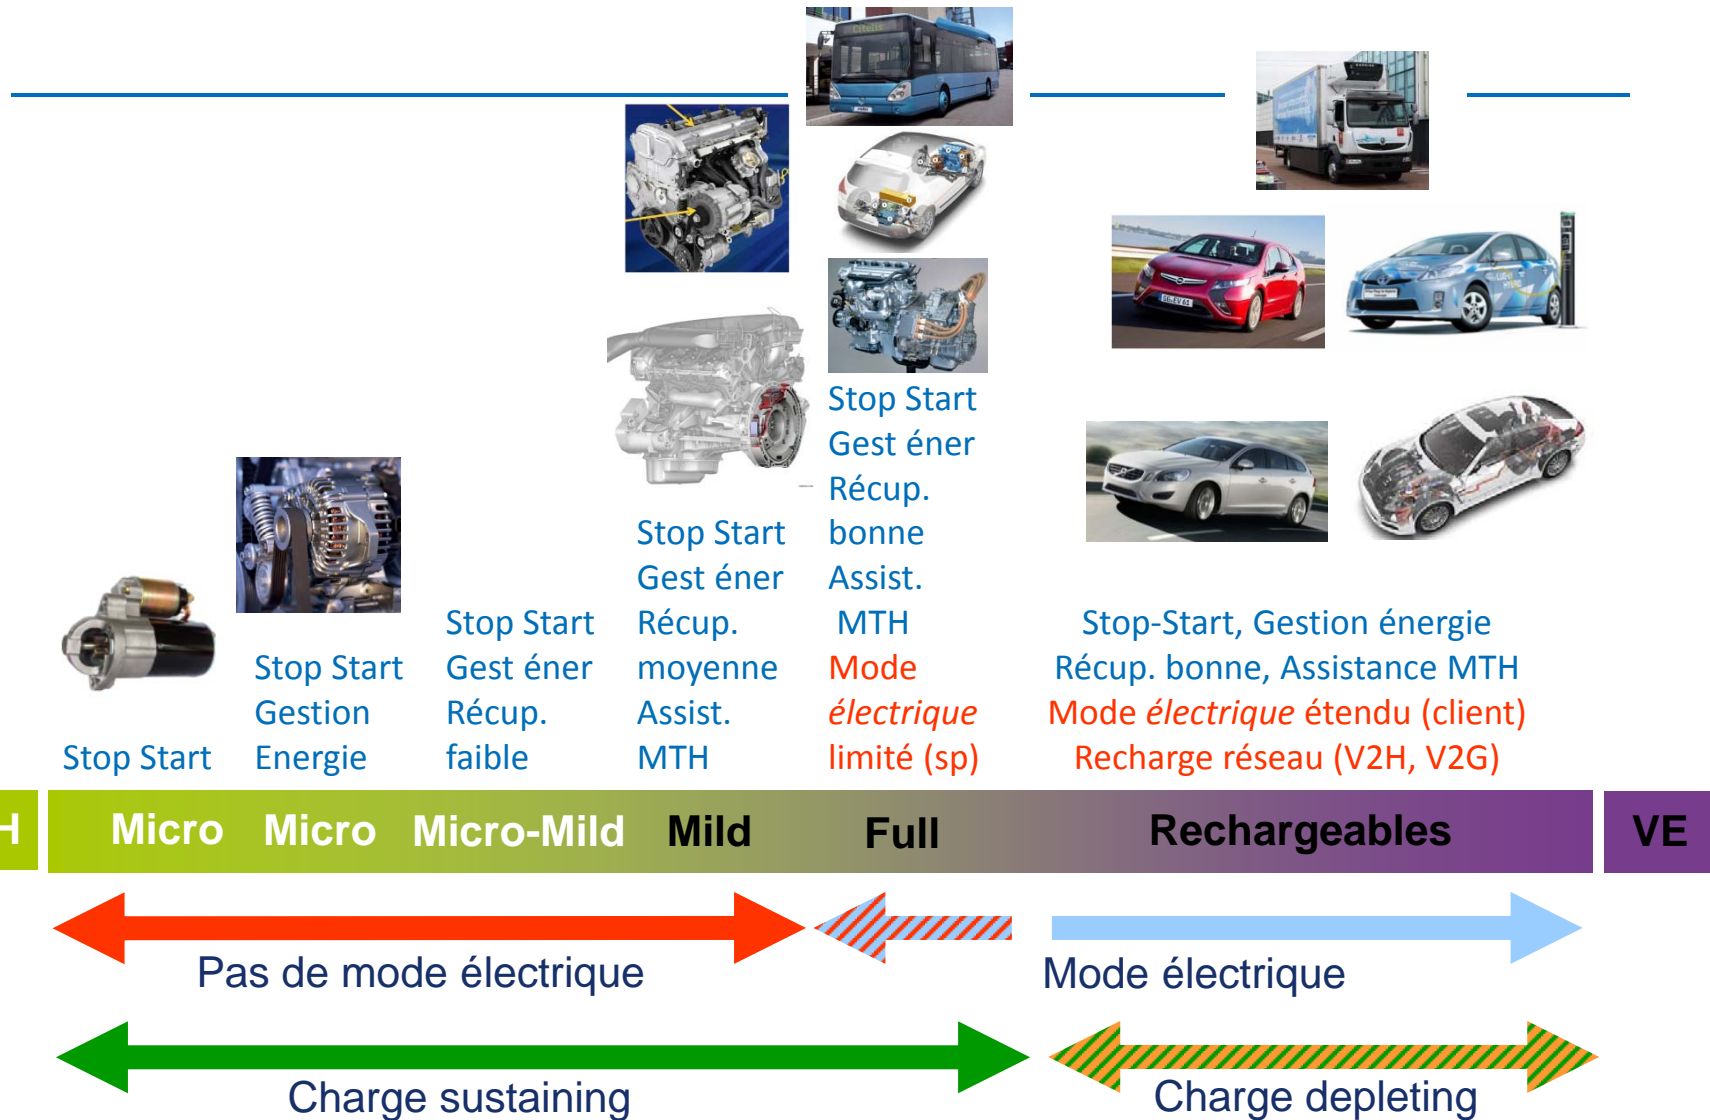 Citelis
Stop Start
Gest éner
Récup.
bonne
Assist.
MTH
Mode
électrique
limité (sp)
Stop Start
Gest éner
Récup.
moyenne
Assist.
MTH
Stop Start
Gest éner
Récup.
faible
Stop Start
Gestion
Energie
Stop Start
Stop-Start, Gestion énergie
Récup. bonne, Assistance MTH
Mode électrique étendu (client)
Recharge réseau (V2H, V2G)
H
Micro
Micro
Micro-Mild
Mild
Full
Rechargeables
VE
Pas de mode électrique
Mode électrique
Charge sustaining
Charge depleting